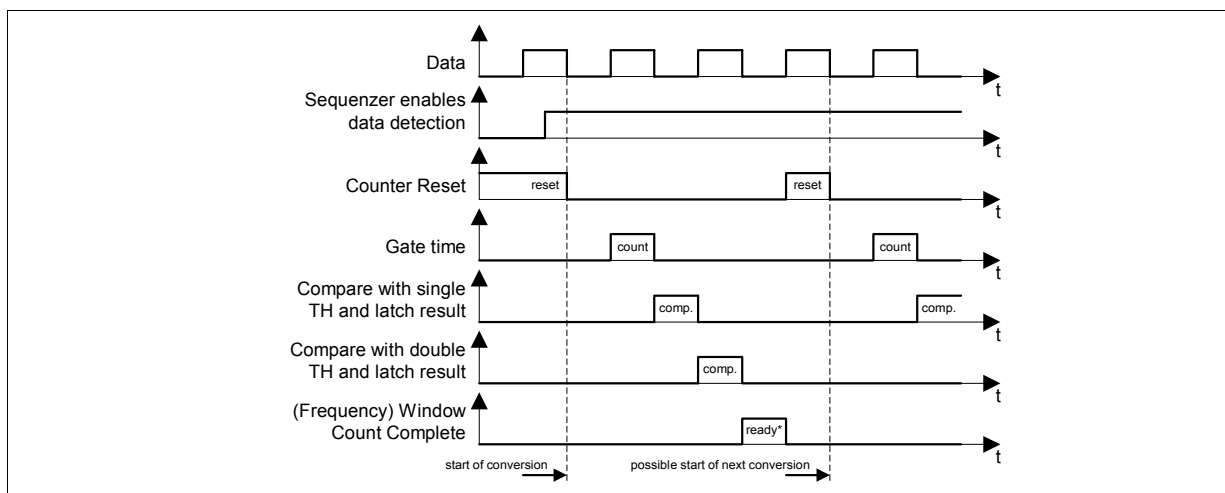 Data
t
Sequenzer enables
data detection
t
Counter Reset
reset
reset
t
Gate time
count
count
t
Compare with single
TH and latch result
comp.
comp.
t
Compare with double
TH and latch result
comp.
t
(Frequency) Window
Count Complete
ready*
t
start of conversion
possible start of next conversion